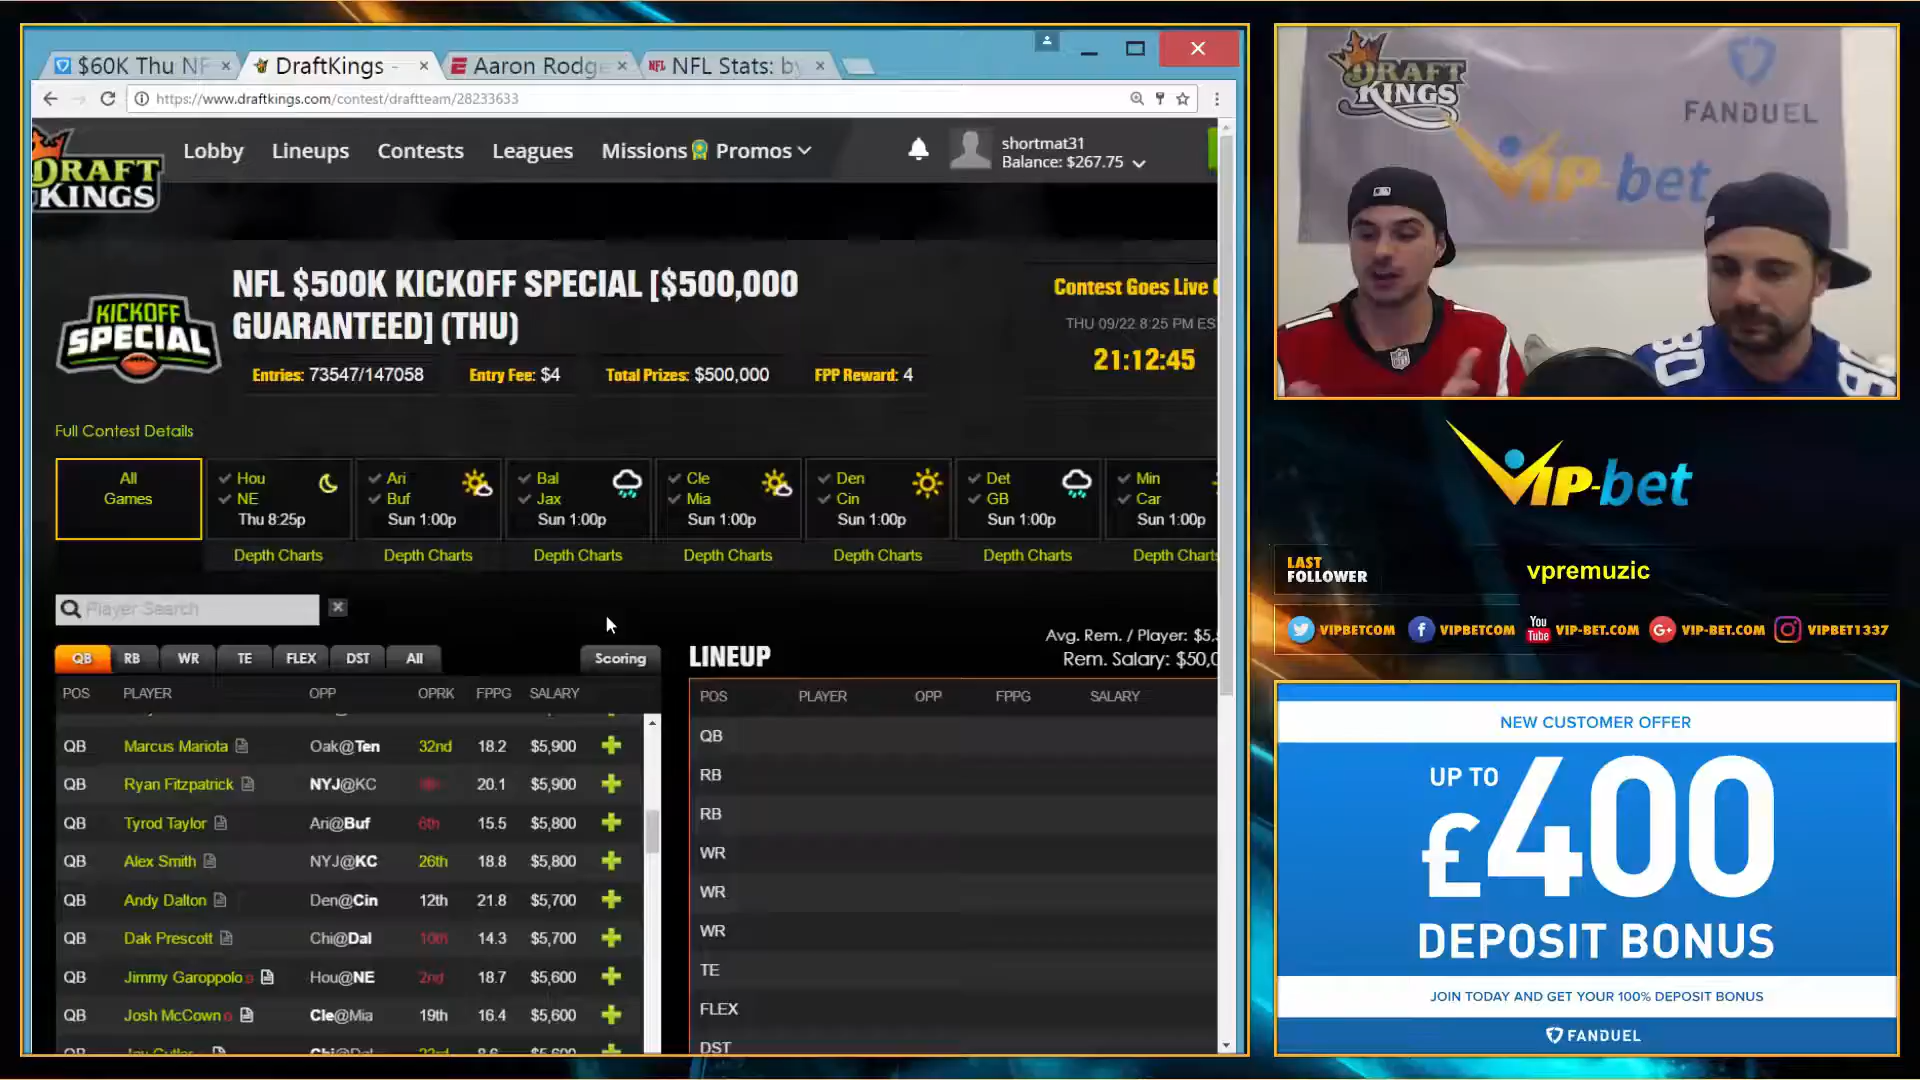 $60K Thu NF
DraftKings -
Aaron Rodge
NFL Stats: by
https://www.draftkings.com/contest/draftteam/28233633
DRAFT KINGS
Lobby Lineups Contests Leagues Missions Promos
shortmat31
Balance: $267.75
KICKOFF SPECIAL
NFL $500K KICKOFF SPECIAL [$500,000
GUARANTEED] (THU)
Entries: 73547/147058 Entry Fee: $4 Total Prizes: $500,000 FPP Reward: 4
Contest Goes Live
THU 09/22 8:25 PM ES
21:12:45
Full Contest Details
All Games
Hou NE Thu 8:25p
Ari Buf Sun 1:00p
Bal Jax Sun 1:00p
Cle Mia Sun 1:00p
Den Cin Sun 1:00p
Det GB Sun 1:00p
Min Car Sun 1:00p
Depth Charts Depth Charts Depth Charts Depth Charts Depth Charts Depth Charts Depth Charts
Player Search
QB RB WR TE FLEX DST All Scoring
POS PLAYER OPP OPRK FPPG SALARY
QB Marcus Mariota Oak@Ten 32nd 18.2 $5,900
QB Ryan Fitzpatrick NYJ@KC 20.1 $5,900
QB Tyrod Taylor Ari@Buf 6th 15.5 $5,800
QB Alex Smith NYJ@KC 26th 18.8 $5,800
QB Andy Dalton Den@Cin 12th 21.8 $5,700
QB Dak Prescott Chi@Dal 10th 14.3 $5,700
QB Jimmy Garoppolo Hou@NE 2nd 18.7 $5,600
QB Josh McCown Cle@Mia 19th 16.4 $5,600
LINEUP
Avg. Rem. / Player: $5,
Rem. Salary: $50,0
POS PLAYER OPP FPPG SALARY
QB
RB
RB
WR
WR
WR
TE
FLEX
DST
DRAFT KINGS
FANDUEL
VIP-bet
VIP-bet
LAST FOLLOWER
vpremuzic
VIPBETCOM VIPBETCOM You Tube VIP-BET.COM G+ VIP-BET.COM VIPBET1337
NEW CUSTOMER OFFER
UP TO
£400
DEPOSIT BONUS
JOIN TODAY AND GET YOUR 100% DEPOSIT BONUS
FANDUEL